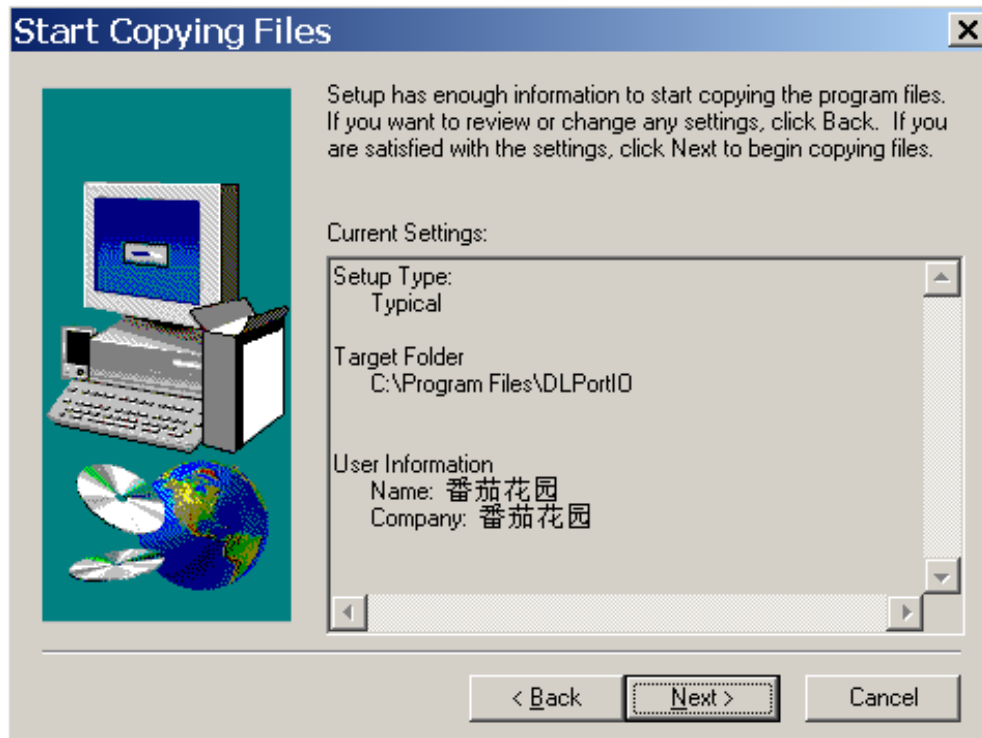 Start Copying Files
Setup has enough information to start copying the program files.
If you want to review or change any settings, click Back.  If you
are satisfied with the settings, click Next to begin copying files.
Current Settings:
Setup Type:
Typical
Target Folder
C:\Program Files\DLPortIO
User Information
Name: 番茄花园
Company: 番茄花园
< Back
Next >
Cancel